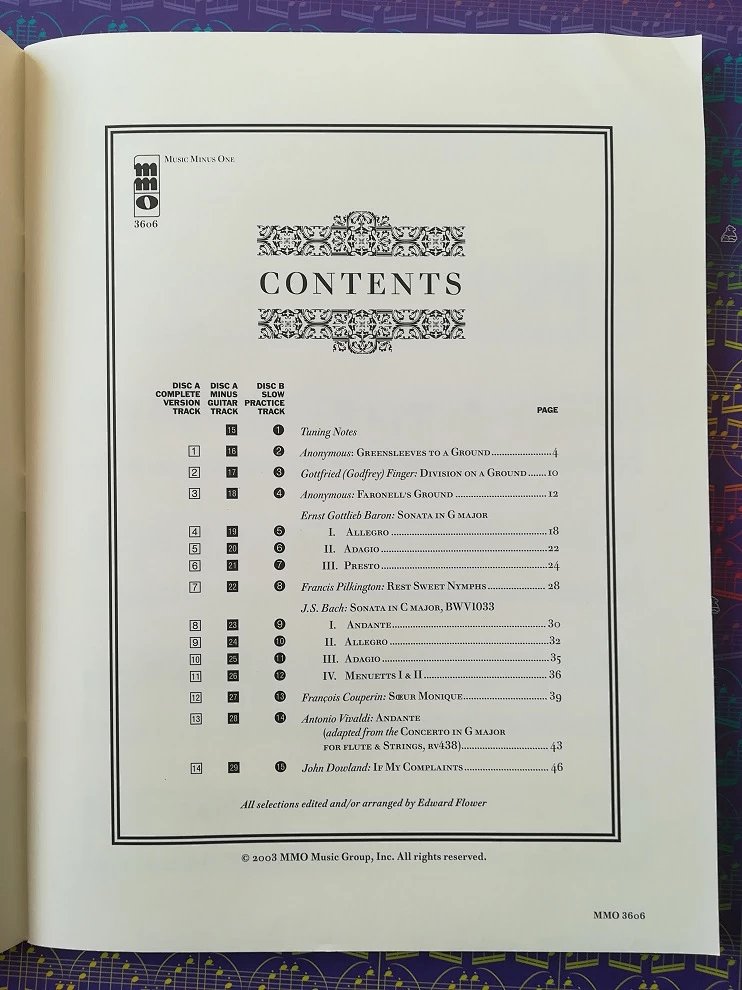 MUSIC MINUS ONE
mmo
3606
CONTENTS
DISC A COMPLETE VERSION TRACK
DISC A MINUS GUITAR TRACK
DISC B SLOW PRACTICE TRACK
PAGE
15 1 Tuning Notes
1 16 2 Anonymous: GREENSLEEVES TO A GROUND....................4
2 17 3 Gottfried (Godfrey) Finger: DIVISION ON A GROUND......10
3 18 4 Anonymous: FARONELL'S GROUND..............................12
Ernst Gottlieb Baron: SONATA IN G MAJOR
4 19 5 I. ALLEGRO..................................................18
5 20 6 II. ADAGIO..................................................22
6 21 7 III. PRESTO..................................................24
7 22 8 Francis Pilkington: REST SWEET NYMPHS....................28
J.S. Bach: SONATA IN C MAJOR, BWV1033
8 23 9 I. ANDANTE..................................................30
9 24 10 II. ALLEGRO..................................................32
10 25 11 III. ADAGIO..................................................35
11 26 12 IV. MENUETTS I & II..........................................36
12 27 13 François Couperin: SŒUR MONIQUE..........................39
13 28 14 Antonio Vivaldi: ANDANTE
(adapted from the CONCERTO IN G MAJOR
FOR FLUTE & STRINGS, RV438)..............................43
14 29 15 John Dowland: IF MY COMPLAINTS..........................46
All selections edited and/or arranged by Edward Flower
© 2003 MMO Music Group, Inc. All rights reserved.
MMO 3606